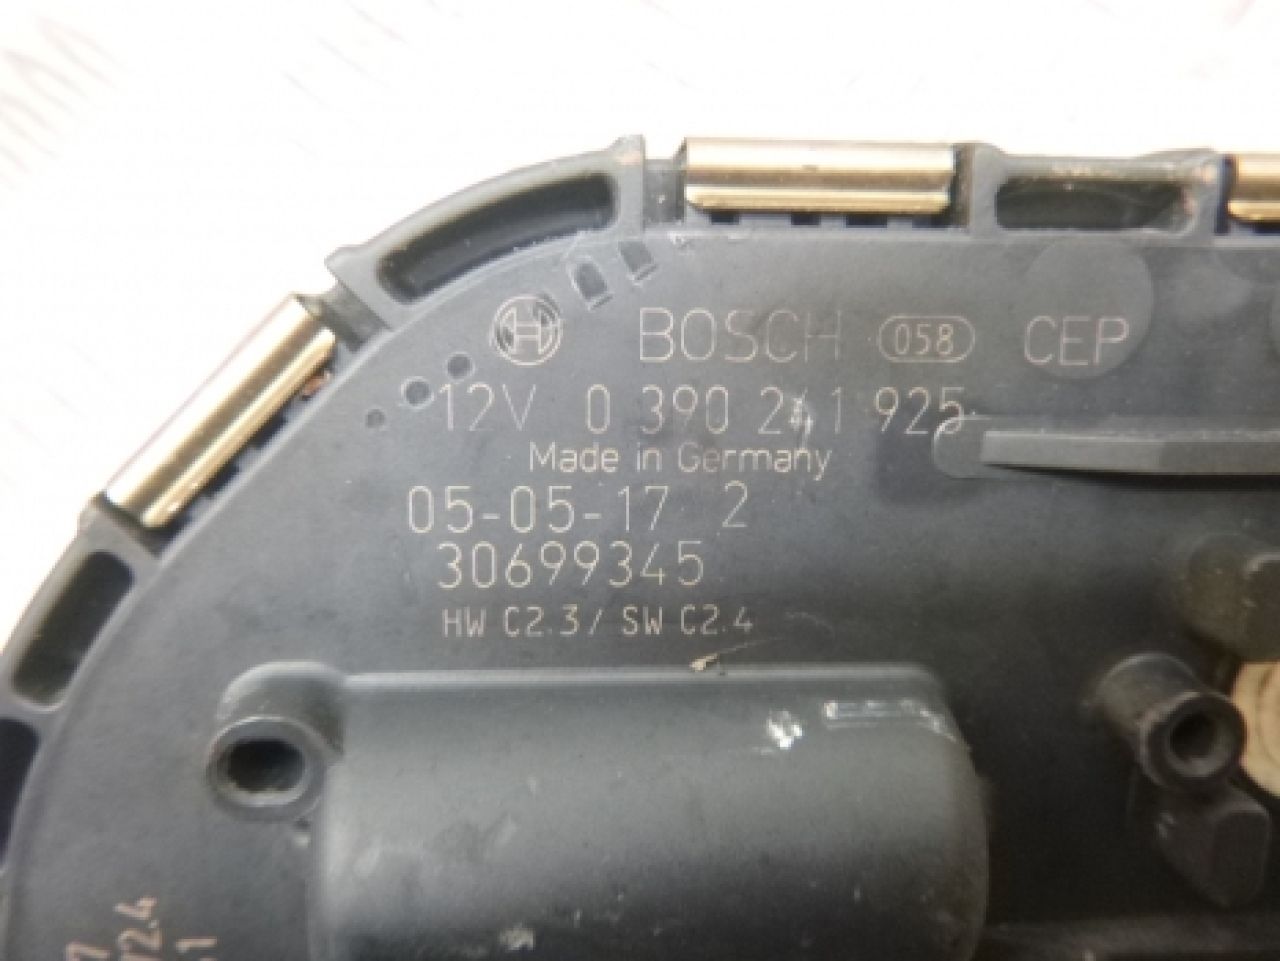 BOSCH 058 CEP
12V 0 390 241 925
Made in Germany
05-05-17 2
30699345
HW C2.3/ SW C2.4